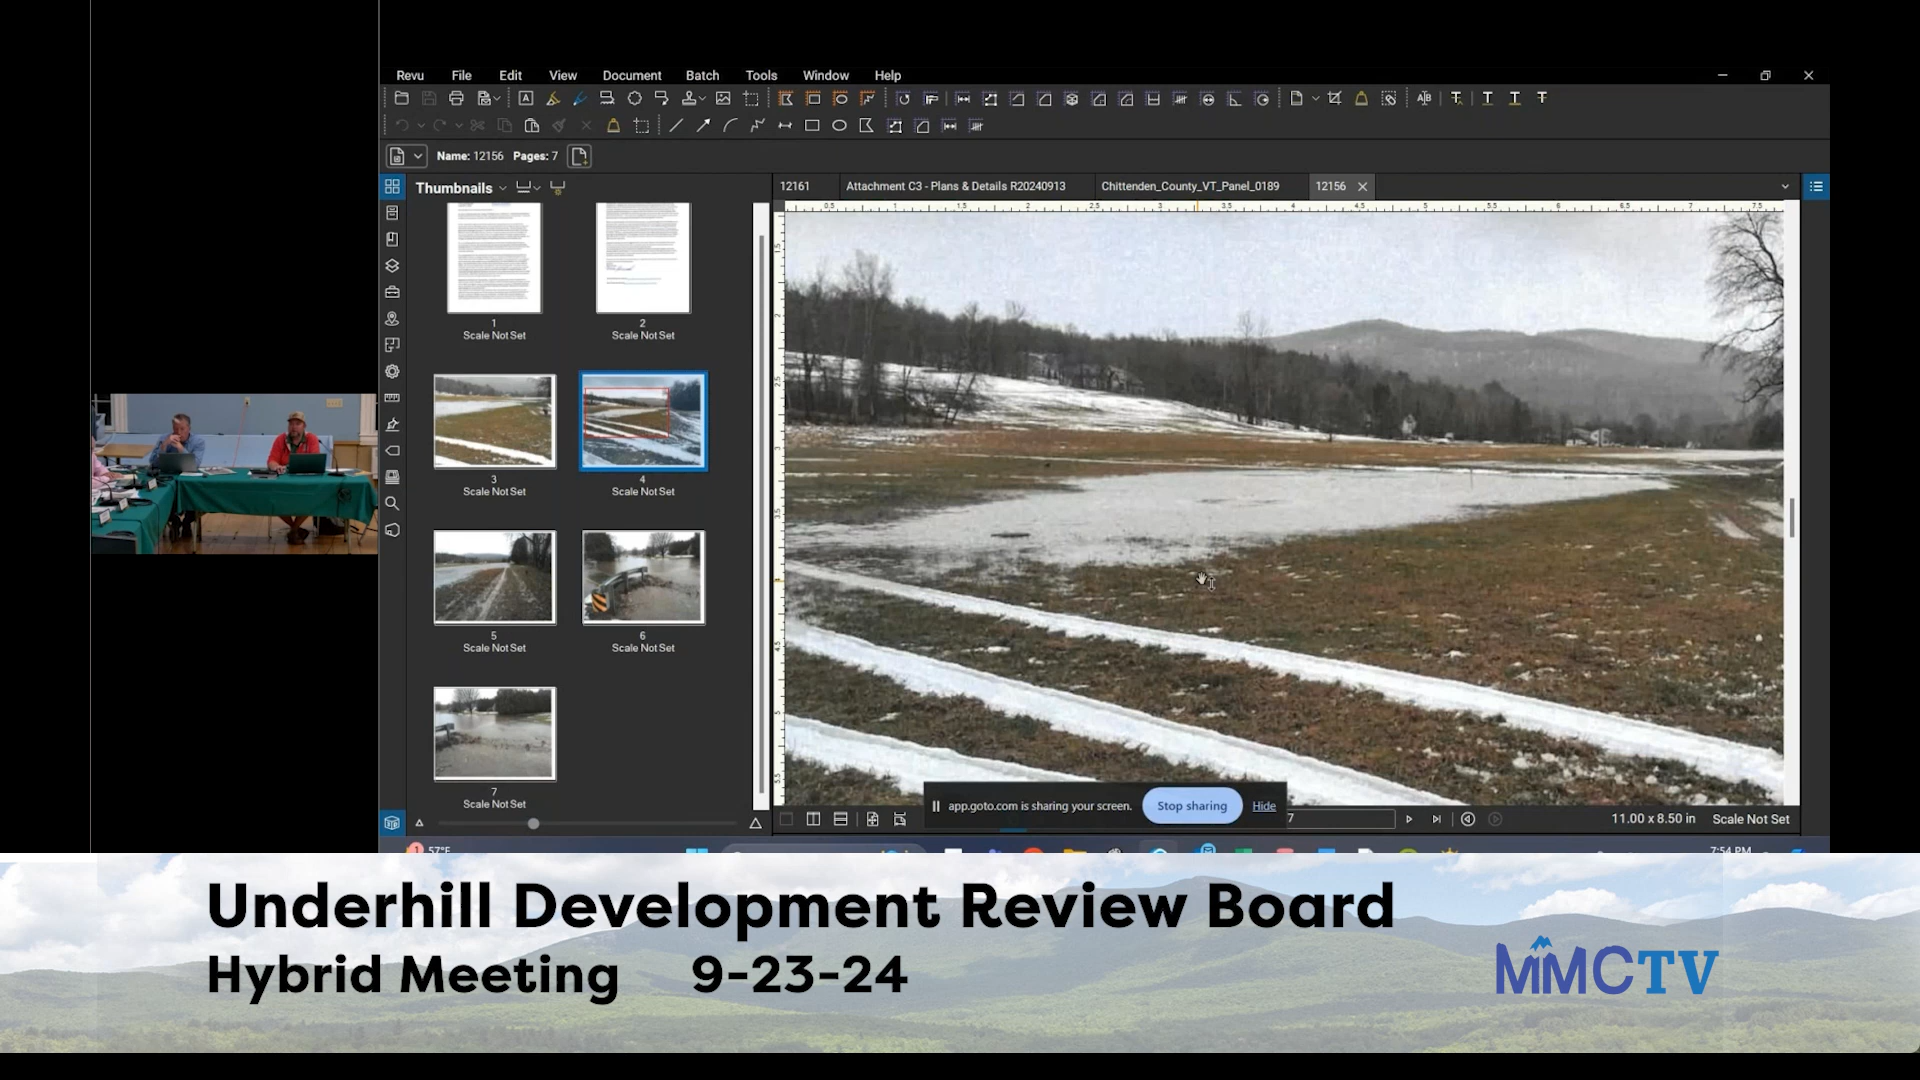 Revu File Edit View Document Batch Tools Window Help
Name: 12156 Pages: 7
Thumbnails
12161 Attachment C3 - Plans & Details R20240913 Chittenden_County_VT_Panel_0189 12156
1
Scale Not Set
2
Scale Not Set
3
Scale Not Set
4
Scale Not Set
5
Scale Not Set
6
Scale Not Set
7
Scale Not Set
app.goto.com is sharing your screen. Stop sharing Hide
7
11.00 x 8.50 in Scale Not Set
57°F
7:54 PM
Underhill Development Review Board
Hybrid Meeting 9-23-24
MMCTV